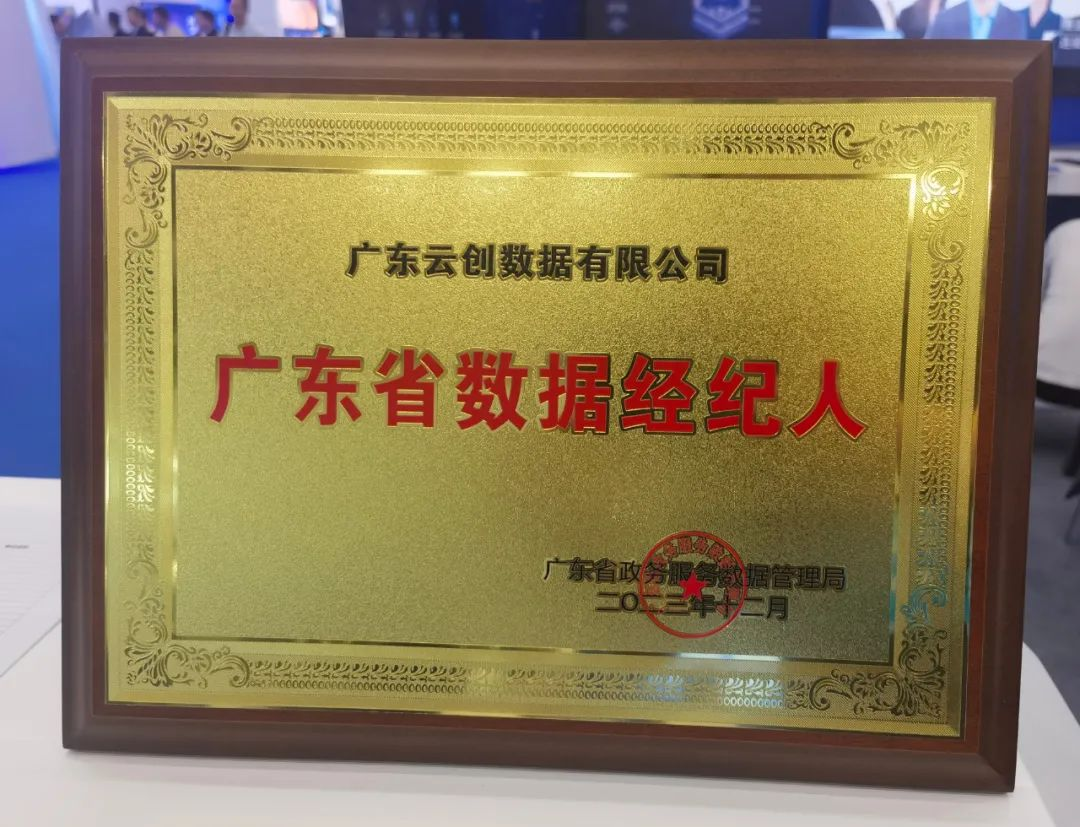 广东云创数据有限公司
广东省数据经纪人
广东省政务服务数据管理局
二〇二三年十二月